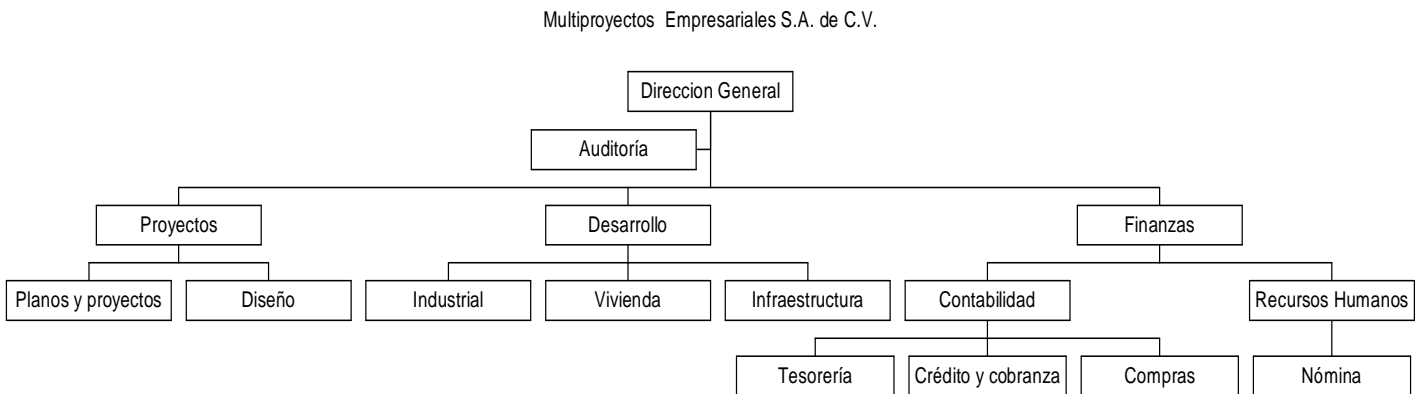 Multiproyectos Empresariales S.A. de C.V.
Direccion General
Auditoría
Proyectos
Desarrollo
Finanzas
Planos y proyectos
Diseño
Industrial
Vivienda
Infraestructura
Contabilidad
Recursos Humanos
Tesorería
Crédito y cobranza
Compras
Nómina